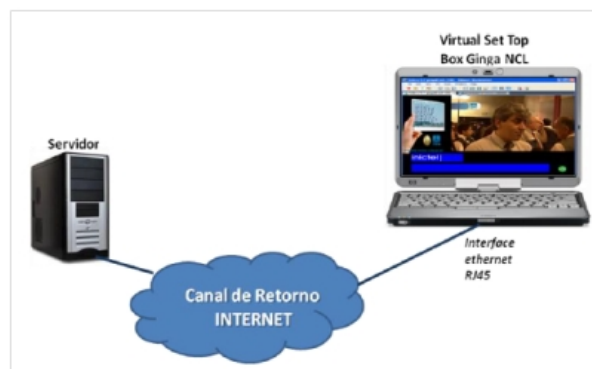 Virtual Set Top
Box Ginga NCL
Servidor
Interface
ethernet
RJ45
Canal de Retorno
INTERNET